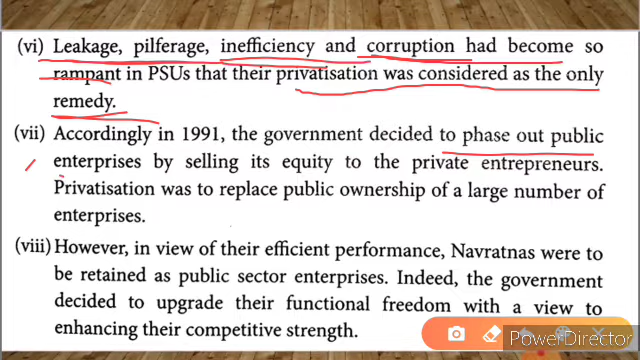 (vi) Leakage, pilferage, inefficiency and corruption had become so
rampant in PSUs that their privatisation was considered as the only
remedy.
(vii) Accordingly in 1991, the government decided to phase out public
enterprises by selling its equity to the private entrepreneurs.
Privatisation was to replace public ownership of a large number of
enterprises.
(viii) However, in view of their efficient performance, Navratnas were to
be retained as public sector enterprises. Indeed, the government
decided to upgrade their functional freedom with a view to
enhancing their competitive strength.
PowerDirector